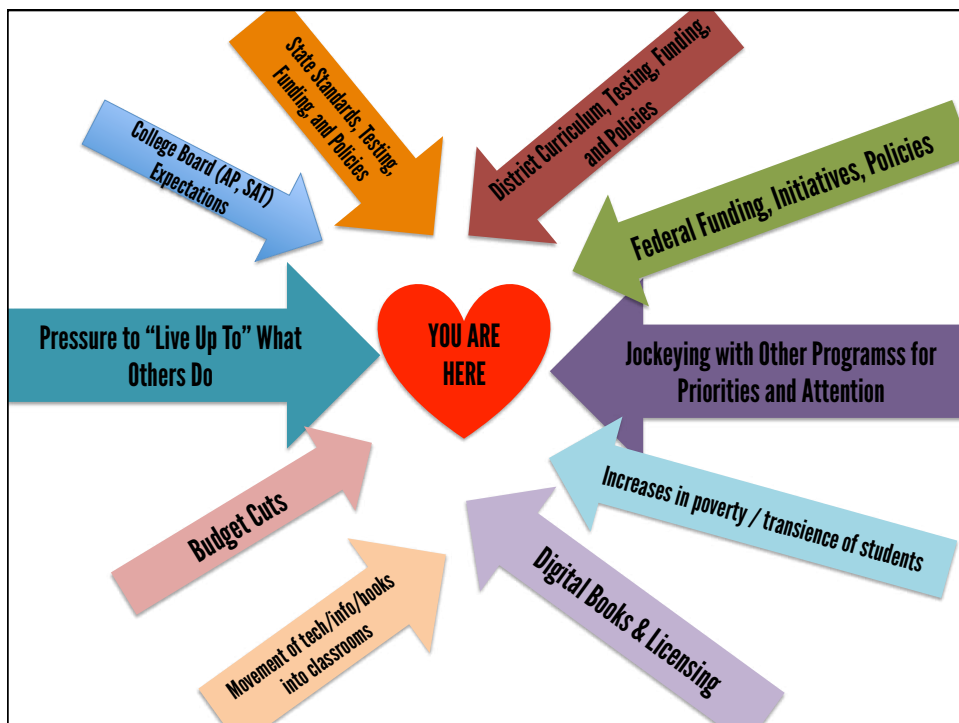 State Standards, Testing,
Funding, and Policies
District Curriculum, Testing, Funding,
and Policies
College Board (AP, SAT)
Expectations
Federal Funding, Initiatives, Policies
Pressure to “Live Up To” What
Others Do
YOU ARE
HERE
Jockeying with Other Programss for
Priorities and Attention
Budget Cuts
Increases in poverty / transience of students
Movement of tech/info/books
into classrooms
Digital Books & Licensing